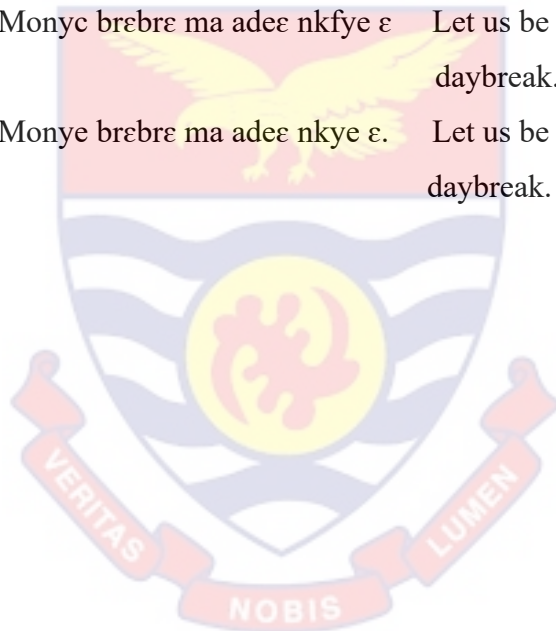 Monyc brɛbrɛ ma adeɛ nkfye ɛ Let us be
daybreak.
Monye brɛbrɛ ma adeɛ nkye ɛ. Let us be
daybreak.
VERITAS
NOBIS
LUMEN